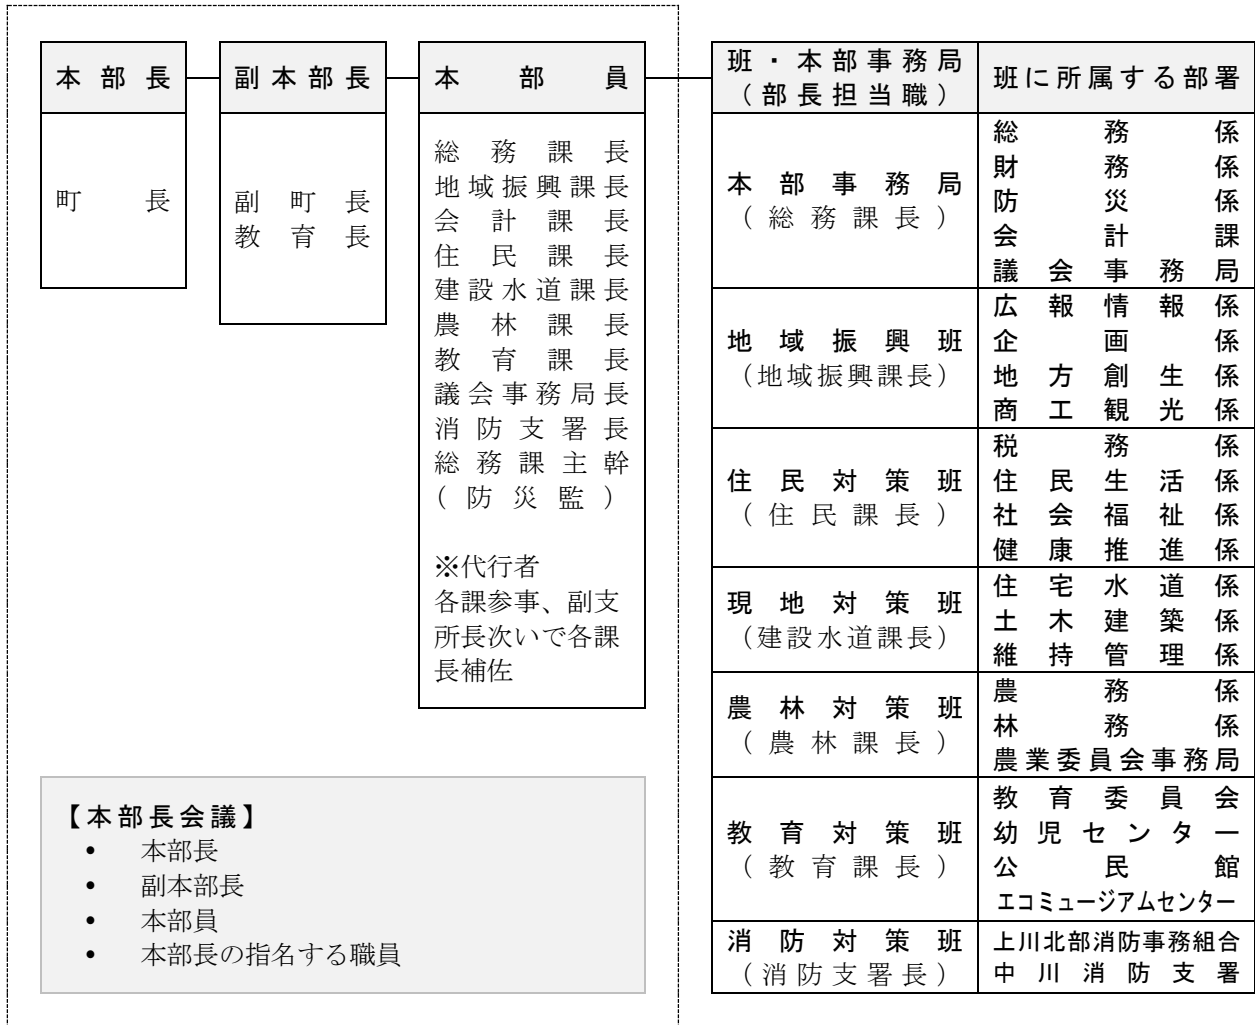 本部長
町長
副本部長
副町長
教育長
本部員
総務課長
地域振興課長
会計課長
住民課長
建設水道課長
農林課長
教育課長
議会事務局長
消防支署長
総務課主幹
(防災監)
※代行者
各課参事、副支
所長次いで各課
長補佐
【本部長会議】
• 本部長
• 副本部長
• 本部員
• 本部長の指名する職員
班・本部事務局
(部長担当職)
班に所属する部署
本部事務局
(総務課長)
総務係
財務係
防災係
会計課
議会事務局
地域振興班
(地域振興課長)
広報情報係
企画係
地方創生係
商工観光係
住民対策班
(住民課長)
税務係
住民生活係
社会福祉係
健康推進係
現地対策班
(建設水道課長)
住宅水道係
土木建築係
維持管理係
農林対策班
(農林課長)
農務係
林務係
農業委員会事務局
教育対策班
(教育課長)
教育委員会
幼児センター
公民館
エコミュージアムセンター
消防対策班
(消防支署長)
上川北部消防事務組合
中川消防支署